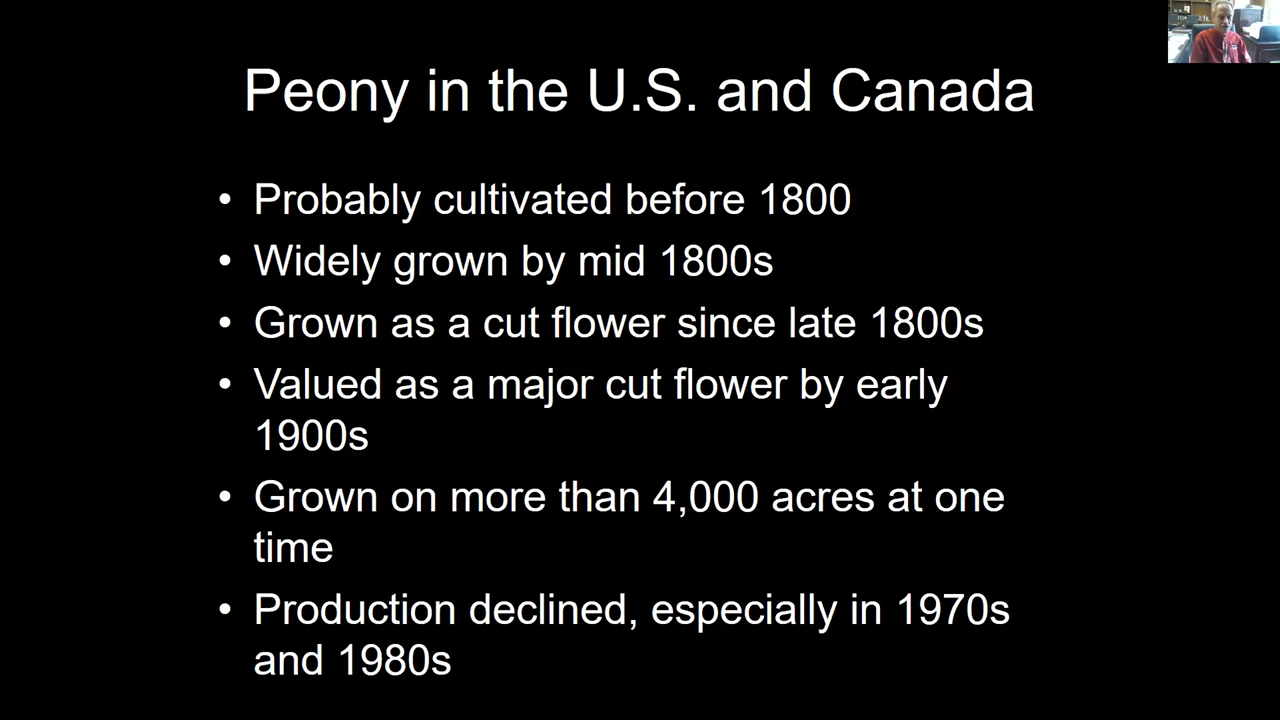 Peony in the U.S. and Canada
• Probably cultivated before 1800
• Widely grown by mid 1800s
• Grown as a cut flower since late 1800s
• Valued as a major cut flower by early
1900s
• Grown on more than 4,000 acres at one
time
• Production declined, especially in 1970s
and 1980s